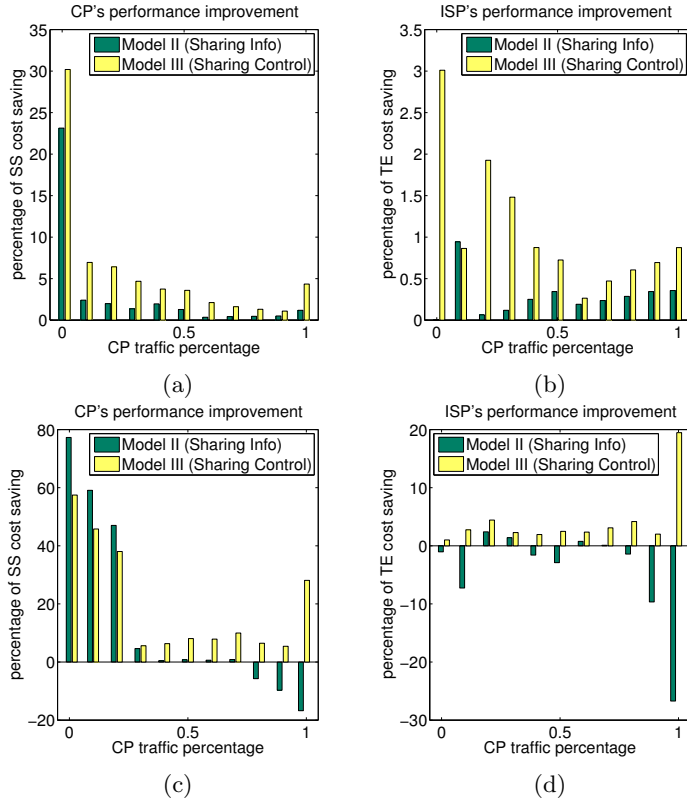 CP's performance improvement
percentage of SS cost saving
35
30
25
20
15
10
5
0
Model II (Sharing Info)
Model III (Sharing Control)
0
0.5
1
CP traffic percentage
(a)
ISP's performance improvement
percentage of TE cost saving
3.5
3
2.5
2
1.5
1
0.5
0
Model II (Sharing Info)
Model III (Sharing Control)
0
0.5
1
CP traffic percentage
(b)
CP's performance improvement
percentage of SS cost saving
80
60
40
20
0
−20
Model II (Sharing Info)
Model III (Sharing Control)
0
0.5
1
CP traffic percentage
(c)
ISP's performance improvement
percentage of TE cost saving
20
10
0
−10
−20
−30
Model II (Sharing Info)
Model III (Sharing Control)
0
0.5
1
CP traffic percentage
(d)